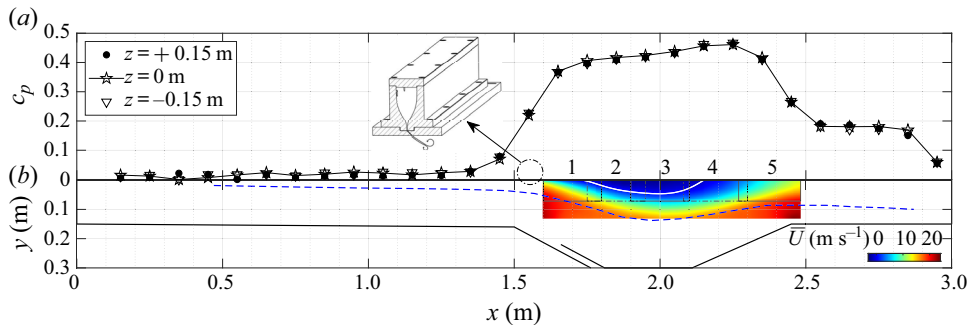 (a)
0.5
0.4
0.3
0.2
0.1
0
c_p
z = + 0.15 m
z = 0 m
z = –0.15 m
(b)
1 2 3 4 5
0.1
0.2
0.3
y (m)
U̅ (m s⁻¹) 0 10 20
0 0.5 1.0 1.5 2.0 2.5 3.0
x (m)